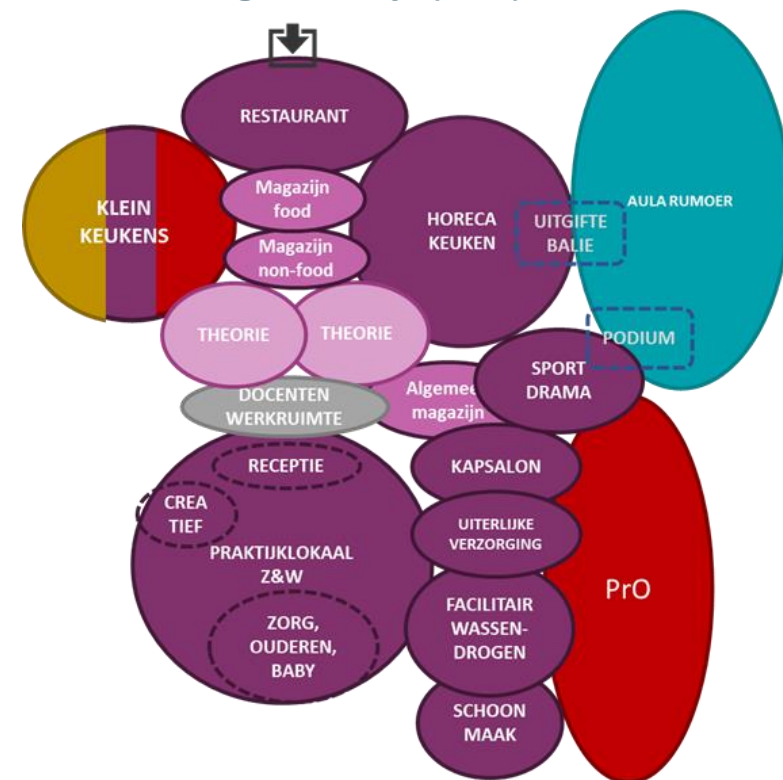 RESTAURANT
KLEIN
KEUKENS
Magazijn
food
Magazijn
non-food
HORECA
KEUKEN
UITGIFTE
BALIE
AULA RUMOER
THEORIE
THEORIE
PODIUM
SPORT
DRAMA
DOCENTEN
WERKRUIMTE
Algemee
magazijn
RECEPTIE
KAPSALON
CREA
TIEF
UITERLIJKE
VERZORGING
PRAKTIJKLOKAAL
Z&W
PrO
FACILITAIR
WASSEN-
DROGEN
ZORG,
OUDEREN,
BABY
SCHOON
MAAK